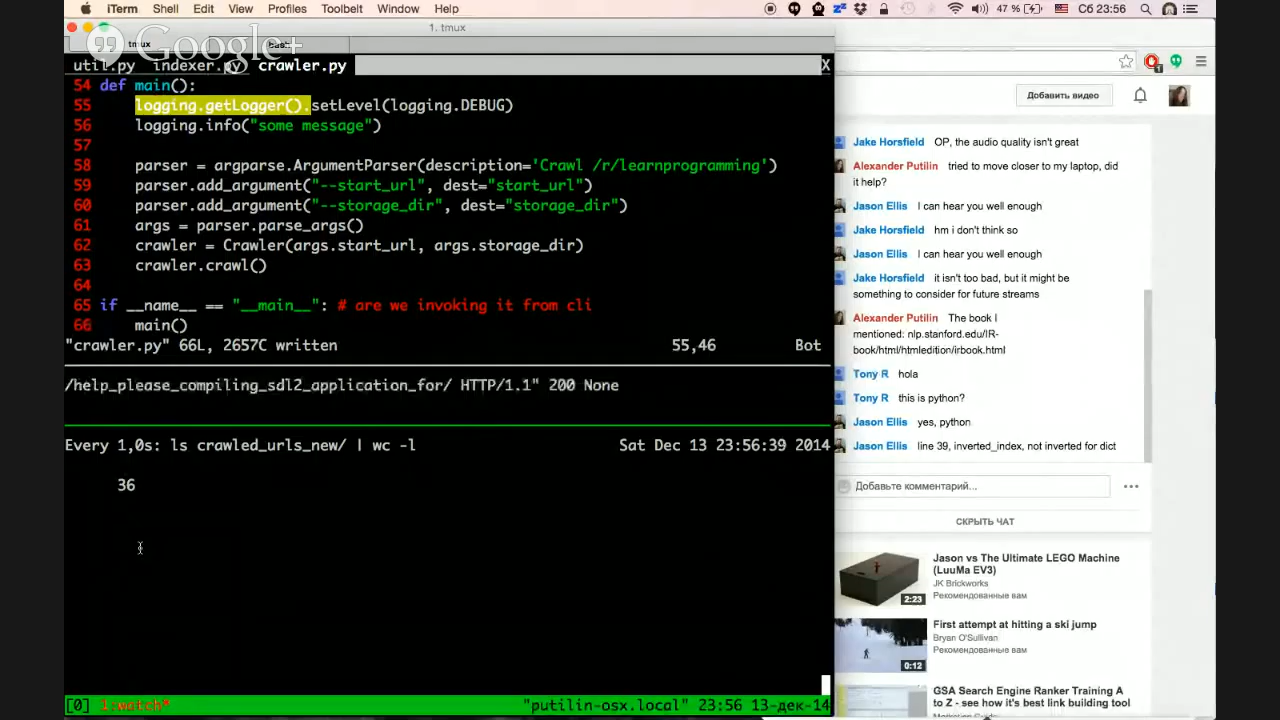 iTerm Shell Edit View Profiles Toolbelt Window Help
47 % Сб 23:56
1. tmux
tmux bash
Google+
util.py indexer.py crawler.py X
54 def main():
55 logging.getLogger().setLevel(logging.DEBUG)
56 logging.info("some message")
57
58 parser = argparse.ArgumentParser(description='Crawl /r/learnprogramming')
59 parser.add_argument("--start_url", dest="start_url")
60 parser.add_argument("--storage_dir", dest="storage_dir")
61 args = parser.parse_args()
62 crawler = Crawler(args.start_url, args.storage_dir)
63 crawler.crawl()
64
65 if __name__ == "__main__": # are we invoking it from cli
66 main()
"crawler.py" 66L, 2657C written 55,46 Bot
/help_please_compiling_sdl2_application_for/ HTTP/1.1" 200 None
Every 1,0s: ls crawled_urls_new/ | wc -l Sat Dec 13 23:56:39 2014
36
[0] 1:watch* "putilin-osx.local" 23:56 13-дек-14
Добавить видео
Jake Horsfield OP, the audio quality isn't great
Alexander Putilin tried to move closer to my laptop, did
it help?
Jason Ellis I can hear you well enough
Jake Horsfield hm i don't think so
Jason Ellis I can hear you well enough
Jake Horsfield it isn't too bad, but it might be
something to consider for future streams
Alexander Putilin The book I
mentioned: nlp.stanford.edu/IR-
book/html/htmledition/irbook.html
Tony R hola
Tony R this is python?
Jason Ellis yes, python
Jason Ellis line 39, inverted_index, not inverted for dict
Добавьте комментарий...
СКРЫТЬ ЧАТ
Jason vs The Ultimate LEGO Machine
(LuuMa EV3)
JK Brickworks
Рекомендованные вам
2:23
First attempt at hitting a ski jump
Bryan O'Sullivan
Рекомендованные вам
0:12
GSA Search Engine Ranker Training A
to Z - see how it's best link building tool